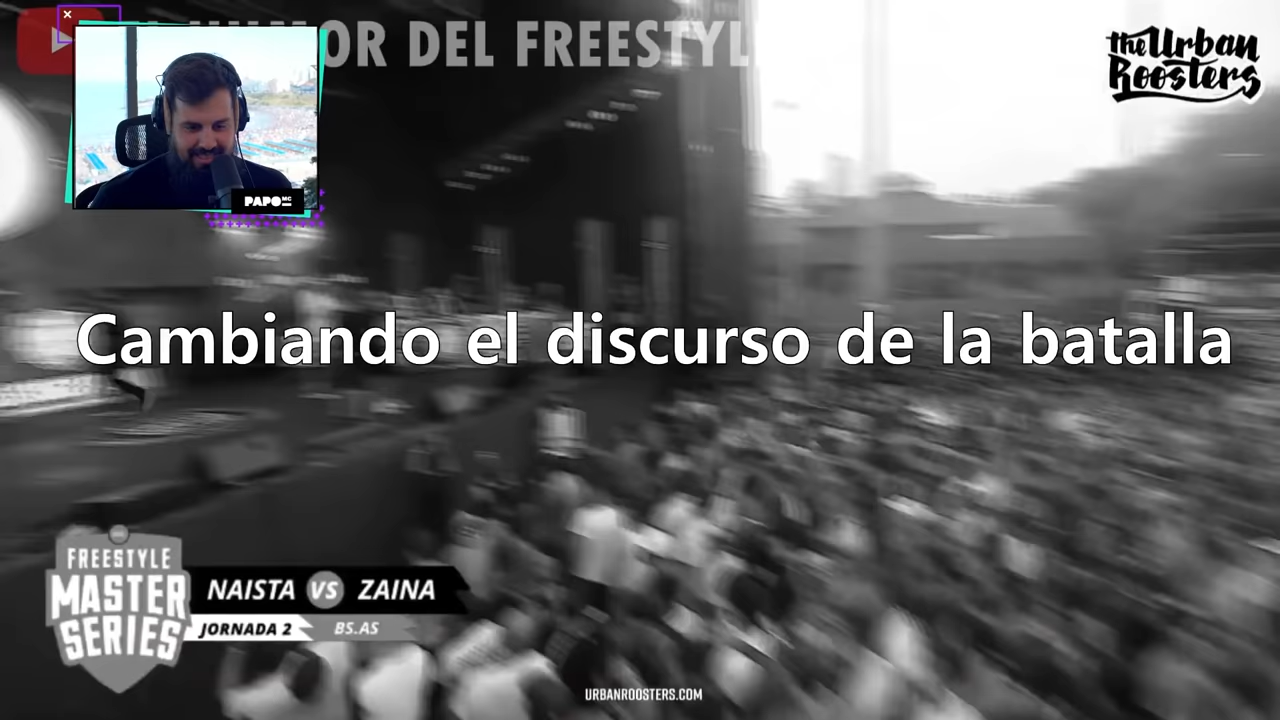 OR DEL FREESTYL
the Urban
Roosters
PAPO MC
Cambiando el discurso de la batalla
FREESTYLE
MASTER
SERIES
NAISTA VS ZAINA
JORNADA 2 BS.AS
URBANROOSTERS.COM